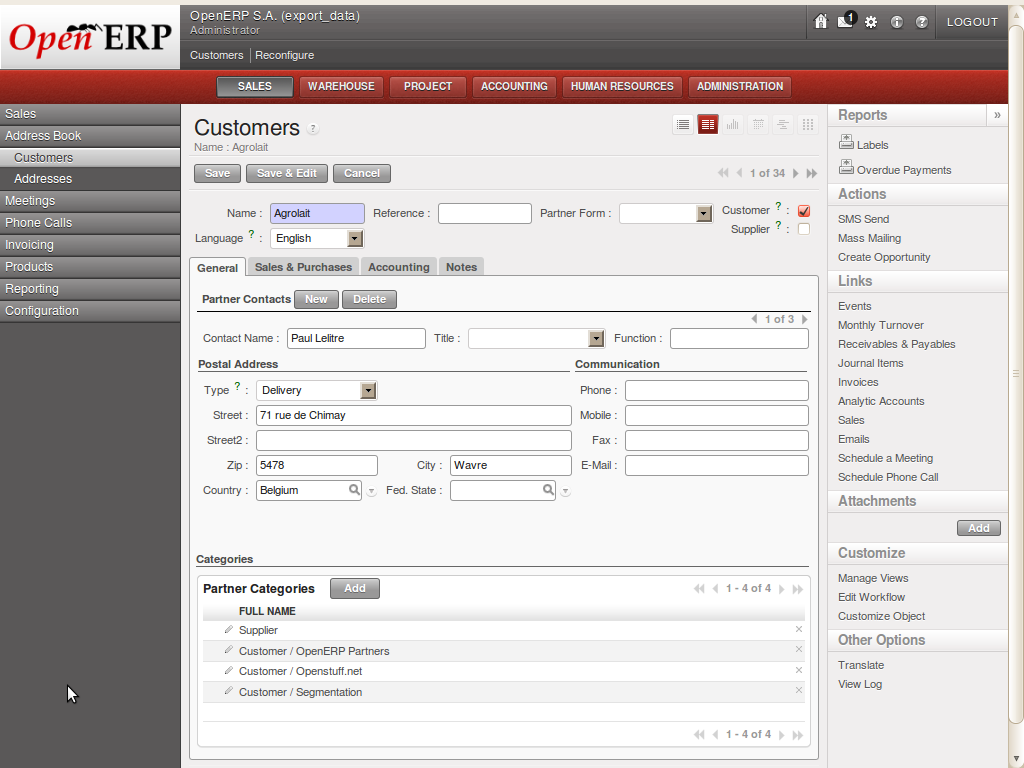 Open ERP
OpenERP S.A. (export_data)
Administrator
Customers | Reconfigure
1
LOGOUT
SALES WAREHOUSE PROJECT ACCOUNTING HUMAN RESOURCES ADMINISTRATION
Sales
Address Book
Customers
Addresses
Meetings
Phone Calls
Invoicing
Products
Reporting
Configuration
Customers ?
Name : Agrolait
Save Save & Edit Cancel
1 of 34
Name : Agrolait Reference : Partner Form : Customer ? :
Supplier ? :
Language ? : English
General Sales & Purchases Accounting Notes
Partner Contacts New Delete
1 of 3
Contact Name : Paul Lelitre Title : Function :
Postal Address Communication
Type ? : Delivery Phone :
Street : 71 rue de Chimay Mobile :
Street2 : Fax :
Zip : 5478 City : Wavre E-Mail :
Country : Belgium Fed. State :
Categories
Partner Categories Add 1 - 4 of 4
FULL NAME
Supplier
Customer / OpenERP Partners
Customer / Openstuff.net
Customer / Segmentation
1 - 4 of 4
Reports »
Labels
Overdue Payments
Actions
SMS Send
Mass Mailing
Create Opportunity
Links
Events
Monthly Turnover
Receivables & Payables
Journal Items
Invoices
Analytic Accounts
Sales
Emails
Schedule a Meeting
Schedule Phone Call
Attachments
Add
Customize
Manage Views
Edit Workflow
Customize Object
Other Options
Translate
View Log